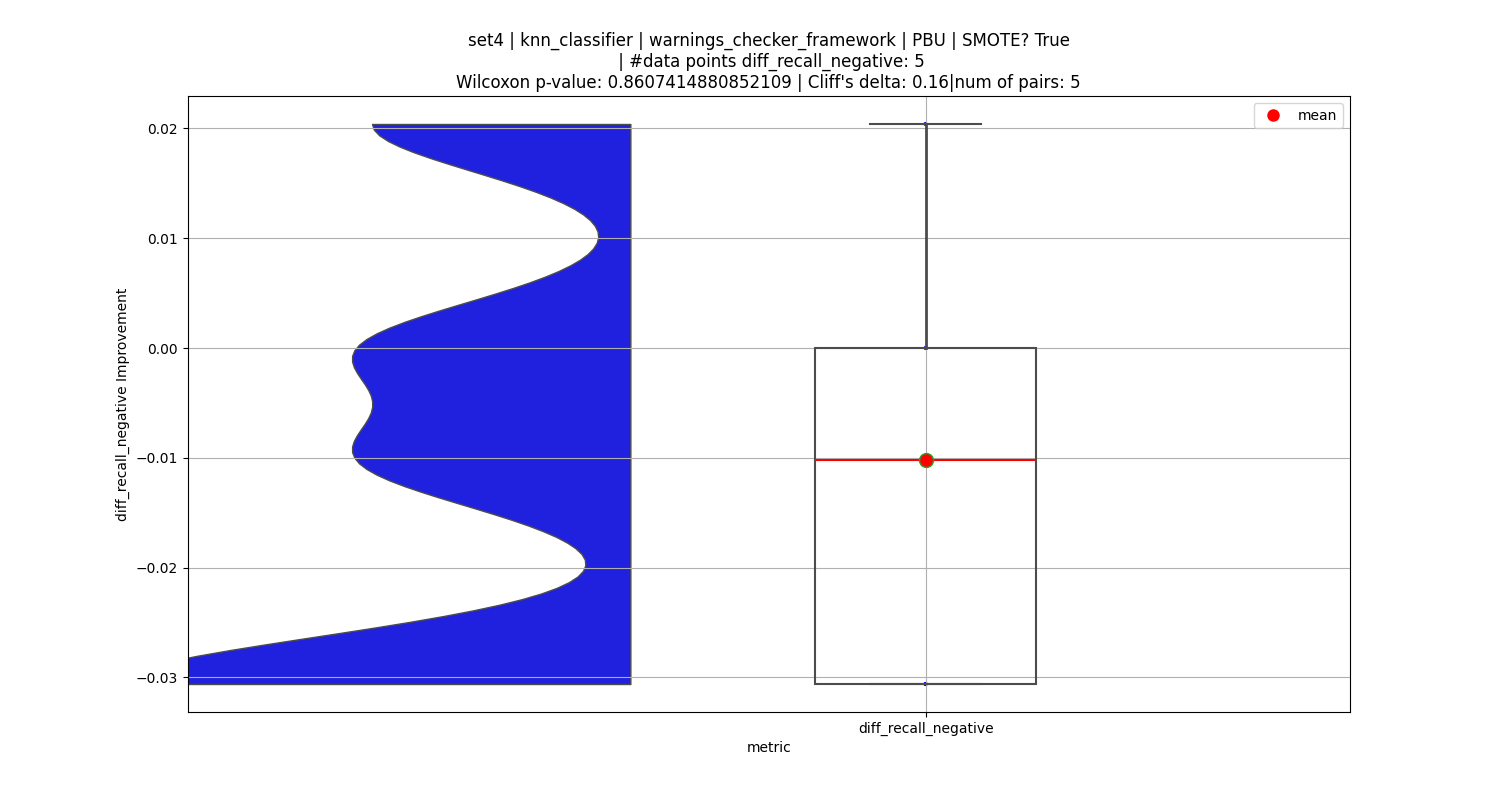 set4 | knn_classifier | warnings_checker_framework | PBU | SMOTE? True
| #data points diff_recall_negative: 5
Wilcoxon p-value: 0.8607414880852109 | Cliff's delta: 0.16|num of pairs: 5
mean
0.02
0.01
0.00
−0.01
−0.02
−0.03
diff_recall_negative Improvement
diff_recall_negative
metric